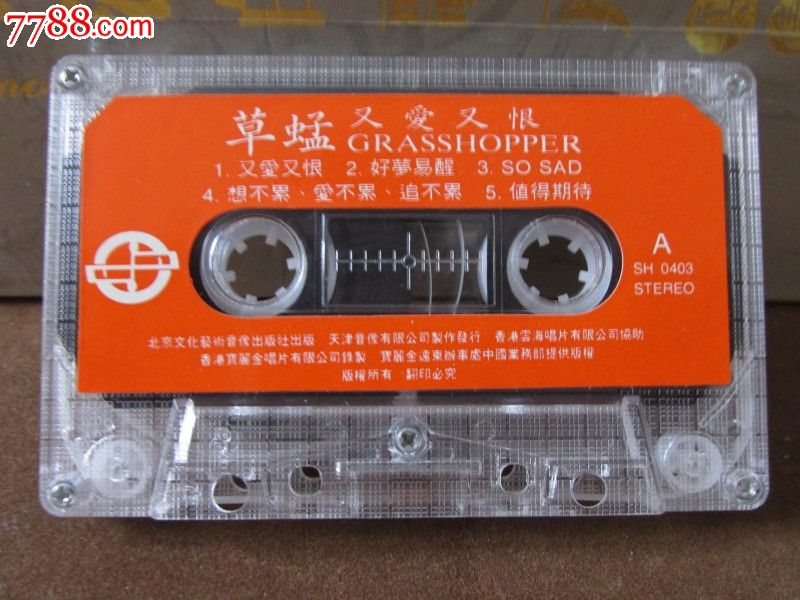 7788.com
草蜢 又愛又恨
GRASSHOPPER
1. 又愛又恨 2. 好夢易醒 3. SO SAD
4. 想不累、愛不累、追不累 5. 值得期待
A
SH 0403
STEREO
北京文化藝術音像出版社出版 天津音像有限公司製作發行 香港雲海唱片有限公司協助
香港寶麗金唱片有限公司錄製 寶麗金遠東辦事處中國業務部提供版權
版權所有 翻印必究